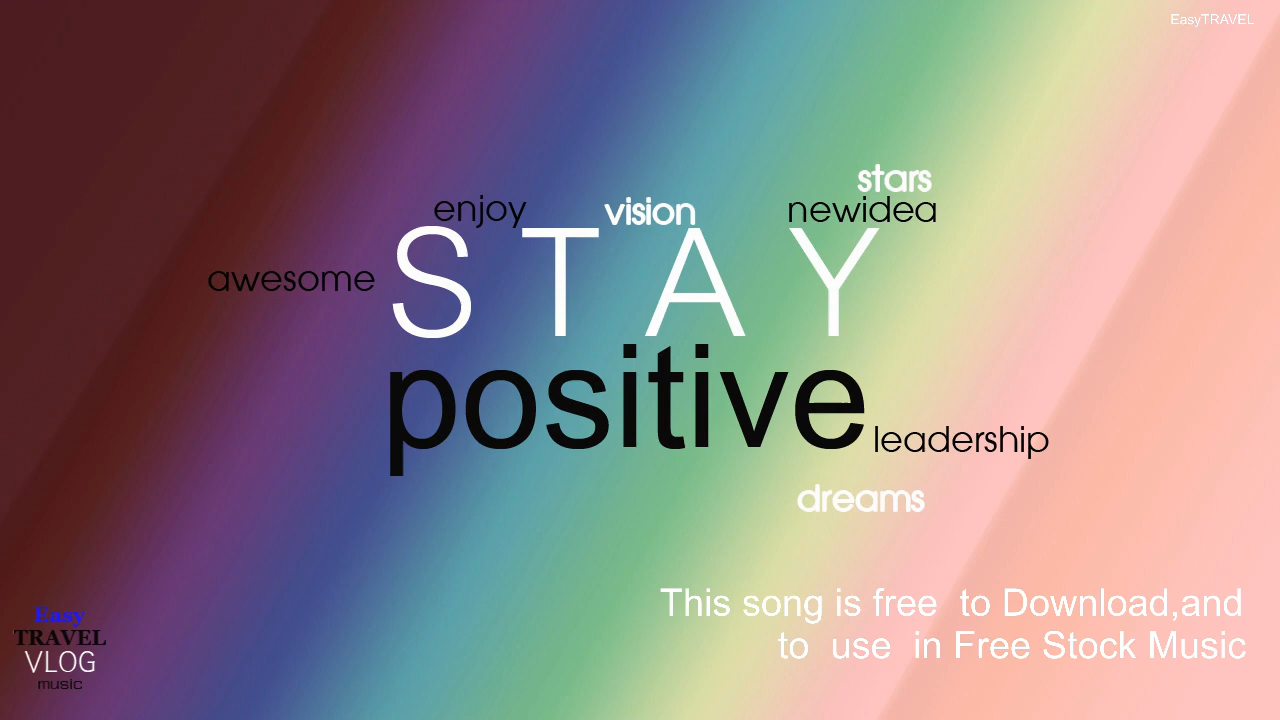 EasyTRAVEL
stars
enjoy vision newidea
awesome
STAY
positive
leadership
dreams
This song is free  to Download,and
to  use  in Free Stock Music
Easy
TRAVEL
VLOG
music